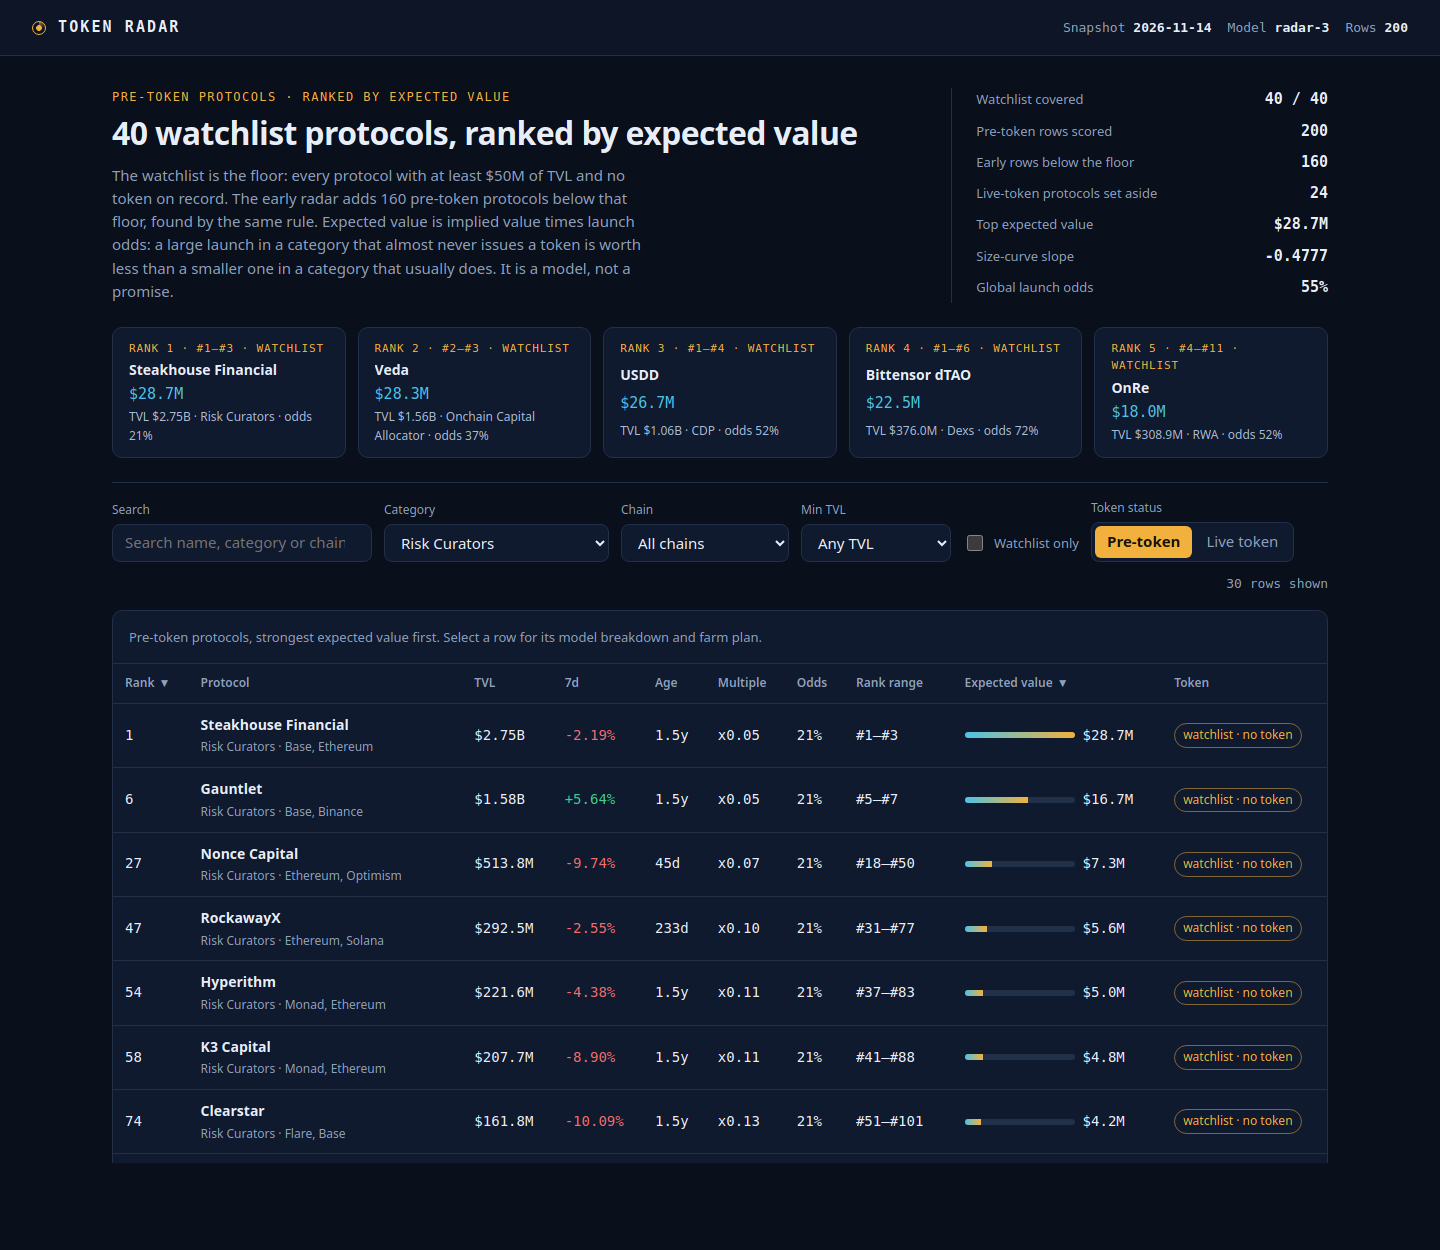 TOKEN RADAR
Snapshot 2026-11-14 Model radar-3 Rows 200
PRE-TOKEN PROTOCOLS · RANKED BY EXPECTED VALUE
40 watchlist protocols, ranked by expected value
The watchlist is the floor: every protocol with at least $50M of TVL and no
token on record. The early radar adds 160 pre-token protocols below that
floor, found by the same rule. Expected value is implied value times launch
odds: a large launch in a category that almost never issues a token is worth
less than a smaller one in a category that usually does. It is a model, not a
promise.
Watchlist covered 40 / 40
Pre-token rows scored 200
Early rows below the floor 160
Live-token protocols set aside 24
Top expected value $28.7M
Size-curve slope -0.4777
Global launch odds 55%
RANK 1 · #1–#3 · WATCHLIST
Steakhouse Financial
$28.7M
TVL $2.75B · Risk Curators · odds
21%
RANK 2 · #2–#3 · WATCHLIST
Veda
$28.3M
TVL $1.56B · Onchain Capital
Allocator · odds 37%
RANK 3 · #1–#4 · WATCHLIST
USDD
$26.7M
TVL $1.06B · CDP · odds 52%
RANK 4 · #1–#6 · WATCHLIST
Bittensor dTAO
$22.5M
TVL $376.0M · Dexs · odds 72%
RANK 5 · #4–#11 ·
WATCHLIST
OnRe
$18.0M
TVL $308.9M · RWA · odds 52%
Search Category Chain Min TVL Token status
Search name, category or chain Risk Curators All chains Any TVL Watchlist only Pre-token Live token
30 rows shown
Pre-token protocols, strongest expected value first. Select a row for its model breakdown and farm plan.
Rank ▼ Protocol TVL 7d Age Multiple Odds Rank range Expected value ▼ Token
1 Steakhouse Financial $2.75B -2.19% 1.5y x0.05 21% #1–#3 $28.7M watchlist · no token
Risk Curators · Base, Ethereum
6 Gauntlet $1.58B +5.64% 1.5y x0.05 21% #5–#7 $16.7M watchlist · no token
Risk Curators · Base, Binance
27 Nonce Capital $513.8M -9.74% 45d x0.07 21% #18–#50 $7.3M watchlist · no token
Risk Curators · Ethereum, Optimism
47 RockawayX $292.5M -2.55% 233d x0.10 21% #31–#77 $5.6M watchlist · no token
Risk Curators · Ethereum, Solana
54 Hyperithm $221.6M -4.38% 1.5y x0.11 21% #37–#83 $5.0M watchlist · no token
Risk Curators · Monad, Ethereum
58 K3 Capital $207.7M -8.90% 1.5y x0.11 21% #41–#88 $4.8M watchlist · no token
Risk Curators · Monad, Ethereum
74 Clearstar $161.8M -10.09% 1.5y x0.13 21% #51–#101 $4.2M watchlist · no token
Risk Curators · Flare, Base